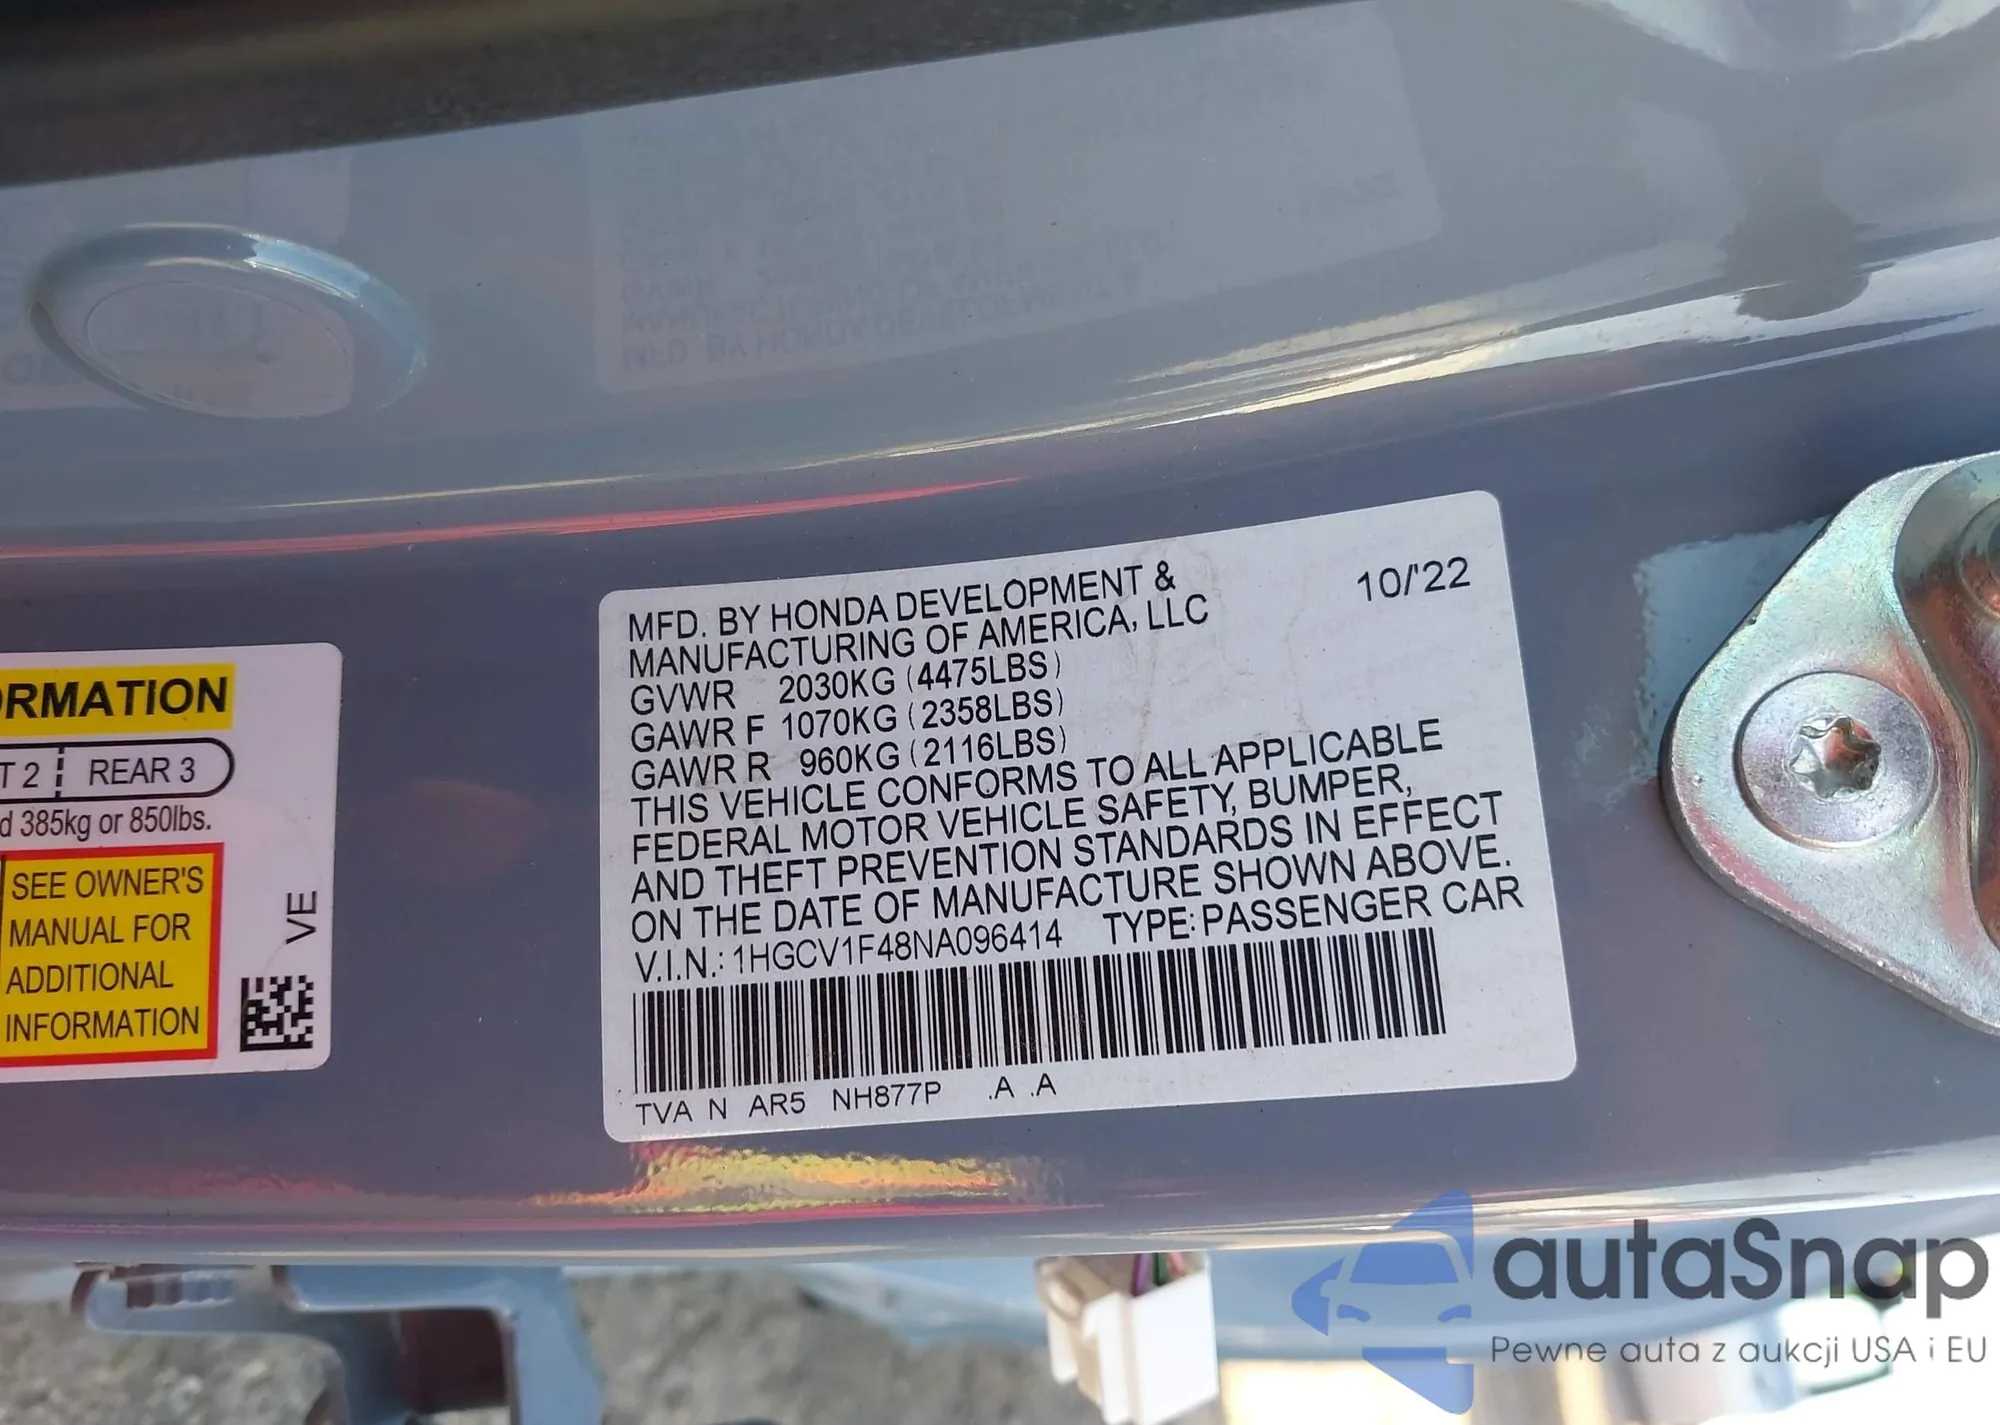 ORMATION
T 2 REAR 3
d 385kg or 850lbs.
SEE OWNER'S
MANUAL FOR
ADDITIONAL
INFORMATION
VE
MFD. BY HONDA DEVELOPMENT &
MANUFACTURING OF AMERICA, LLC
10/'22
GVWR 2030KG (4475LBS)
GAWR F 1070KG (2358LBS)
GAWR R 960KG (2116LBS)
THIS VEHICLE CONFORMS TO ALL APPLICABLE
FEDERAL MOTOR VEHICLE SAFETY, BUMPER,
AND THEFT PREVENTION STANDARDS IN EFFECT
ON THE DATE OF MANUFACTURE SHOWN ABOVE.
V.I.N.: 1HGCV1F48NA096414 TYPE: PASSENGER CAR
TVA N AR5 NH877P .A .A
autaSnap
Pewne auta z aukcji USA i EU